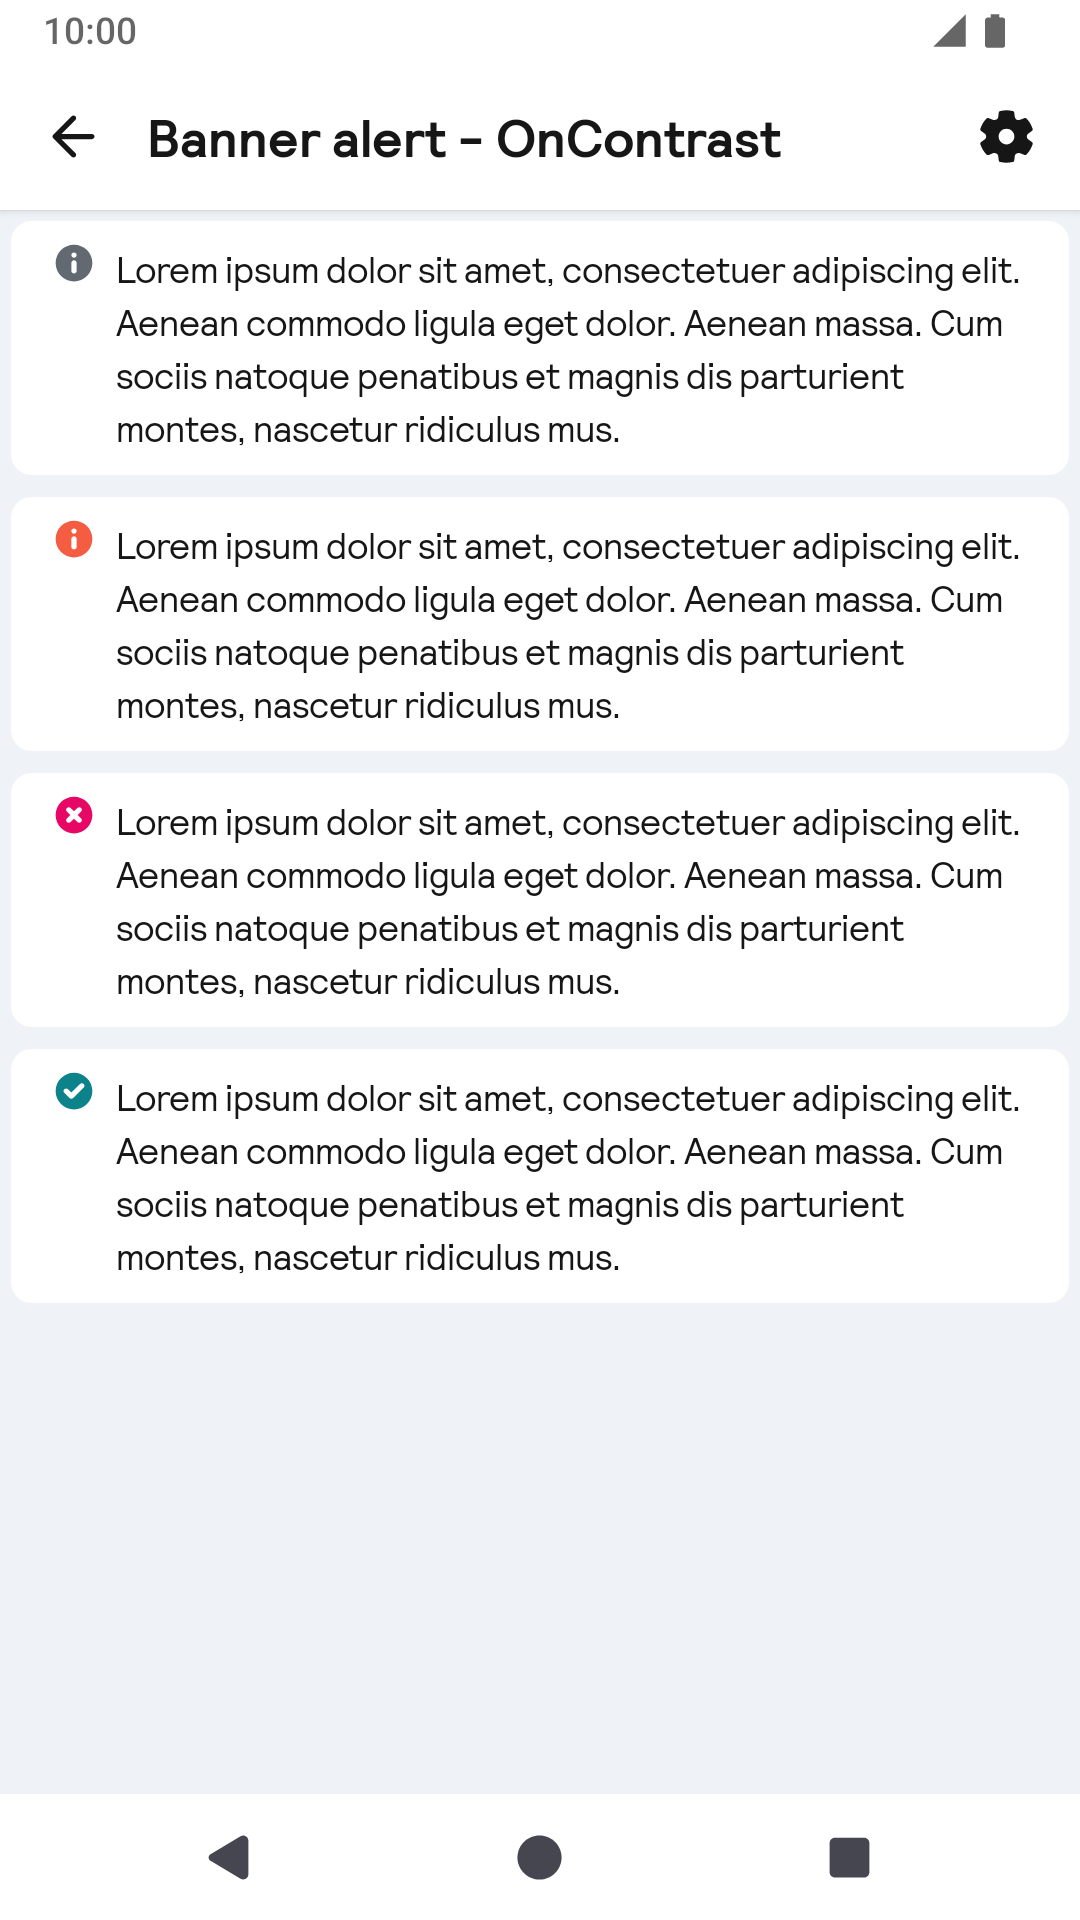 10:00
Banner alert - OnContrast
Lorem ipsum dolor sit amet, consectetuer adipiscing elit.
Aenean commodo ligula eget dolor. Aenean massa. Cum
sociis natoque penatibus et magnis dis parturient
montes, nascetur ridiculus mus.
Lorem ipsum dolor sit amet, consectetuer adipiscing elit.
Aenean commodo ligula eget dolor. Aenean massa. Cum
sociis natoque penatibus et magnis dis parturient
montes, nascetur ridiculus mus.
Lorem ipsum dolor sit amet, consectetuer adipiscing elit.
Aenean commodo ligula eget dolor. Aenean massa. Cum
sociis natoque penatibus et magnis dis parturient
montes, nascetur ridiculus mus.
Lorem ipsum dolor sit amet, consectetuer adipiscing elit.
Aenean commodo ligula eget dolor. Aenean massa. Cum
sociis natoque penatibus et magnis dis parturient
montes, nascetur ridiculus mus.